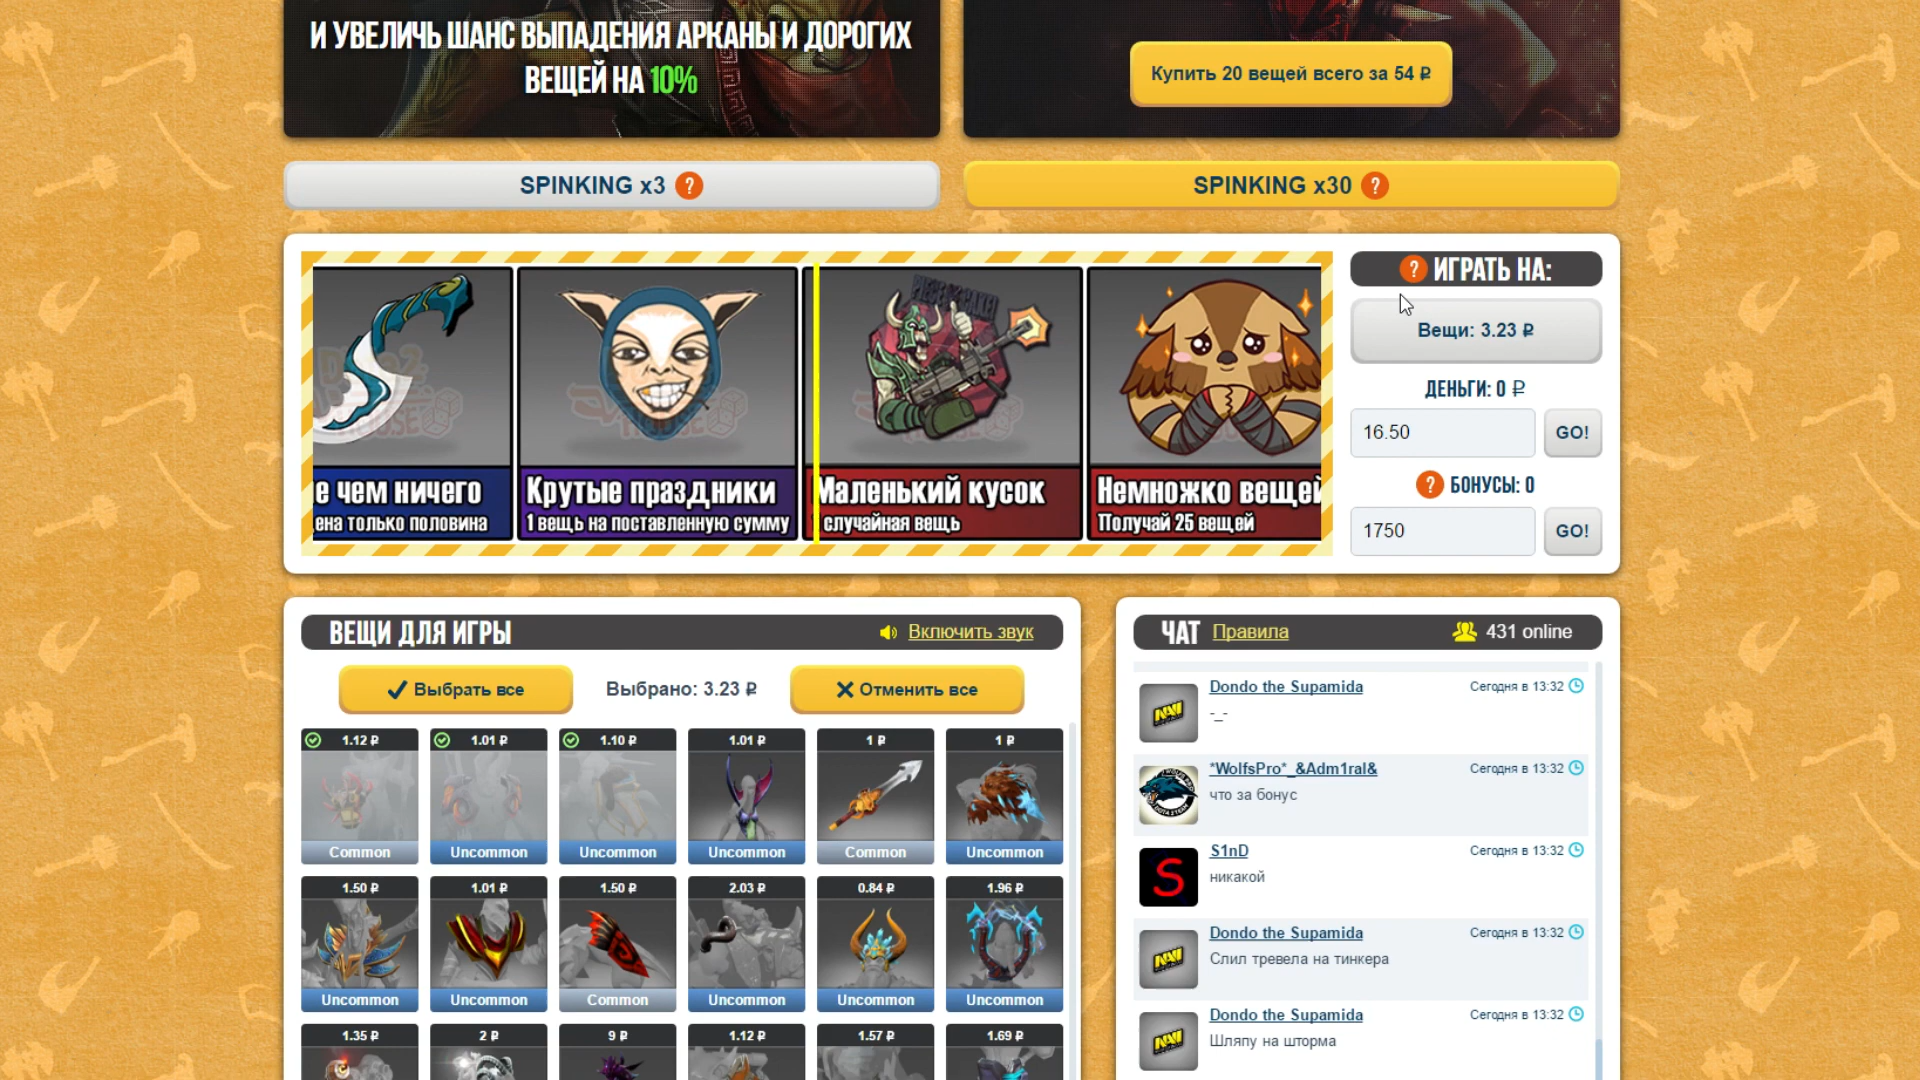 И УВЕЛИЧЬ ШАНС ВЫПАДЕНИЯ АРКАНЫ И ДОРОГИХ
ВЕЩЕЙ НА 10%
Купить 20 вещей всего за 54 ₽
SPINKING x3 ?
SPINKING x30 ?
? ИГРАТЬ НА:
Вещи: 3.23 ₽
ДЕНЬГИ: 0 ₽
16.50
GO!
? БОНУСЫ: 0
1750
GO!
е чем ничего
ена только половина
Крутые праздники
1 вещь на поставленную сумму
Маленький кусок
случайная вещь
Немножко вещей
Получай 25 вещей
ВЕЩИ ДЛЯ ИГРЫ
Включить звук
Выбрать все
Выбрано: 3.23 ₽
Отменить все
1.12 ₽
1.01 ₽
1.10 ₽
1.01 ₽
1 ₽
1 ₽
Common
Uncommon
Uncommon
Uncommon
Common
Uncommon
1.50 ₽
1.01 ₽
1.50 ₽
2.03 ₽
0.84 ₽
1.96 ₽
Uncommon
Uncommon
Common
Uncommon
Uncommon
Uncommon
1.35 ₽
2 ₽
9 ₽
1.12 ₽
1.57 ₽
1.69 ₽
ЧАТ Правила
431 online
Dondo the Supamida
Сегодня в 13:32
-_-
*WolfsPro*_&Adm1ral&
Сегодня в 13:32
что за бонус
S1nD
Сегодня в 13:32
никакой
Dondo the Supamida
Сегодня в 13:32
Слил тревела на тинкера
Dondo the Supamida
Сегодня в 13:32
Шляпу на шторма